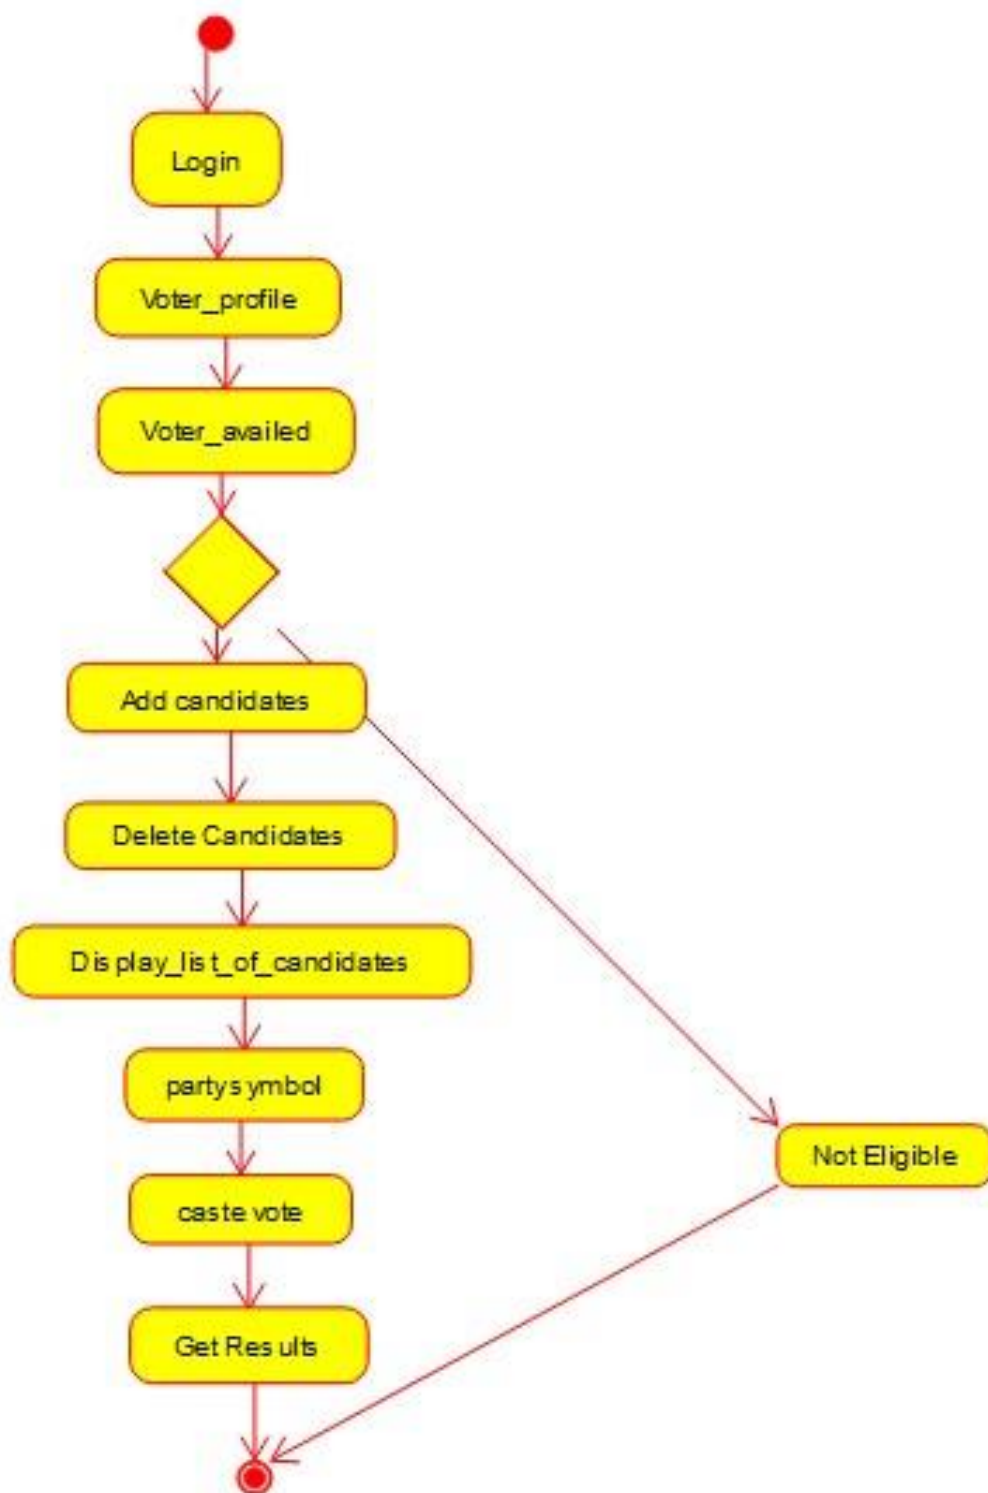 Login
Voter_profile
Voter_availed
Add candidates
Delete Candidates
Display_list_of_candidates
partysymbol
Not Eligible
caste vote
Get Results